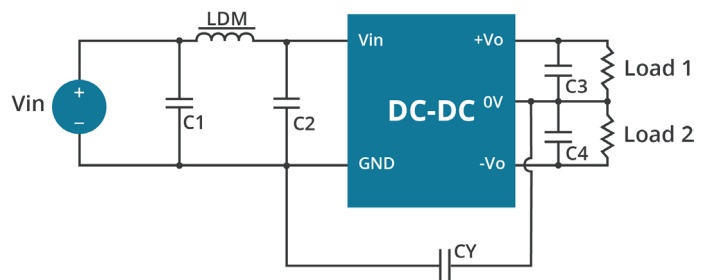 LDM
Vin
+
−
C1
C2
Vin
+Vo
DC-DC
0V
GND
-Vo
C3
C4
Load 1
Load 2
CY